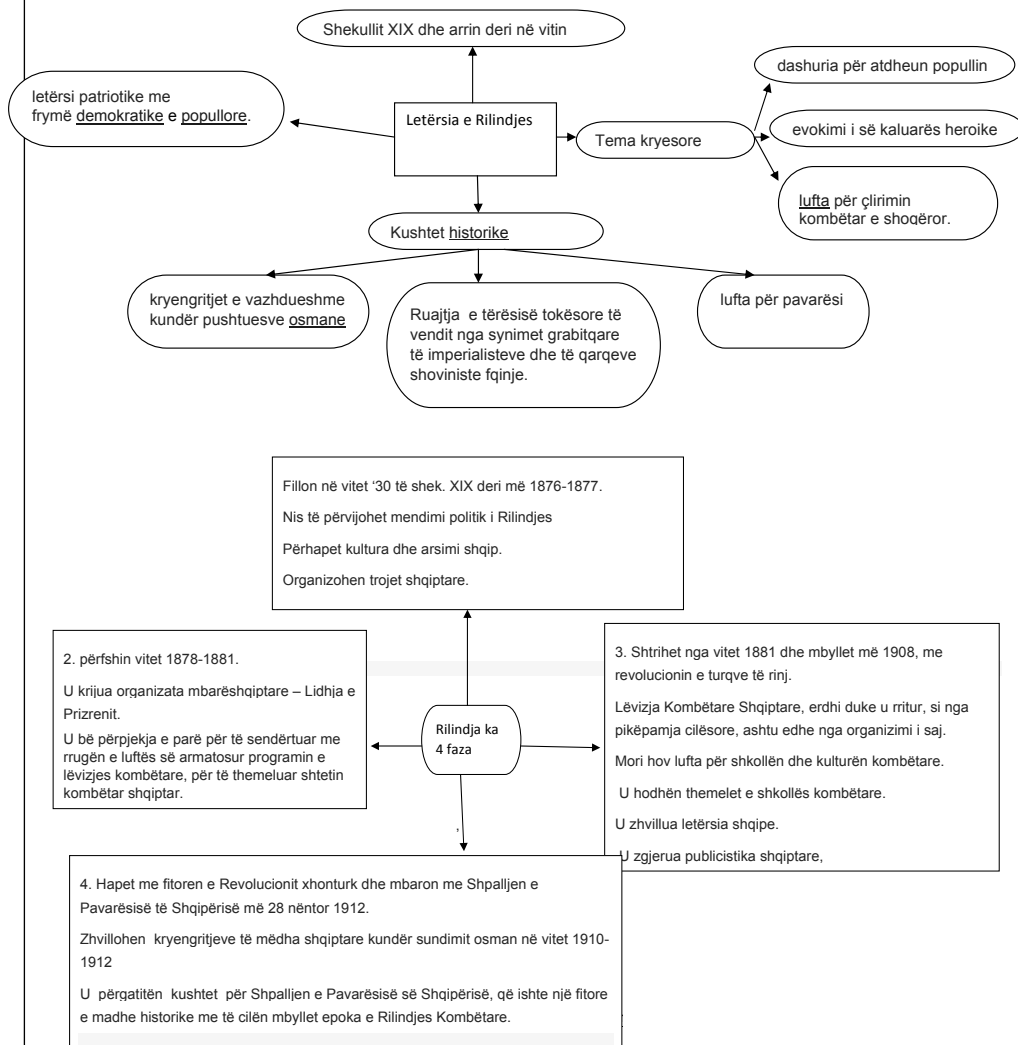 Shekullit XIX dhe arrin deri në vitin
dashuria për atdheun popullin
letërsi patriotike me
frymë demokratike e popullore.
Letërsia e Rilindjes
Tema kryesore
evokimi i së kaluarës heroike
lufta për çlirimin
kombëtar e shoqëror.
Kushtet historike
kryengritjet e vazhdueshme
kundër pushtuesve osmane
Ruajtja e tërësisë tokësore të
vendit nga synimet grabitqare
të imperialisteve dhe të qarqeve
shoviniste fqinje.
lufta për pavarësi
Fillon në vitet ‘30 të shek. XIX deri më 1876-1877.
Nis të përvijohet mendimi politik i Rilindjes
Përhapet kultura dhe arsimi shqip.
Organizohen trojet shqiptare.
2. përfshin vitet 1878-1881.
U krijua organizata mbarëshqiptare – Lidhja e
Prizrenit.
U bë përpjekja e parë për të sendërtuar me
rrugën e luftës së armatosur programin e
lëvizjes kombëtare, për të themeluar shtetin
kombëtar shqiptar.
Rilindja ka
4 faza
3. Shtrihet nga vitet 1881 dhe mbyllet më 1908, me
revolucionin e turqve të rinj.
Lëvizja Kombëtare Shqiptare, erdhi duke u rritur, si nga
pikëpamja cilësore, ashtu edhe nga organizimi i saj.
Mori hov lufta për shkollën dhe kulturën kombëtare.
U hodhën themelet e shkollës kombëtare.
U zhvillua letërsia shqipe.
U zgjerua publicistika shqiptare,
,
4. Hapet me fitoren e Revolucionit xhonturk dhe mbaron me Shpalljen e
Pavarësisë të Shqipërisë më 28 nëntor 1912.
Zhvillohen kryengritjeve të mëdha shqiptare kundër sundimit osman në vitet 1910-
1912
U përgatitën kushtet për Shpalljen e Pavarësisë së Shqipërisë, që ishte një fitore
e madhe historike me të cilën mbyllet epoka e Rilindjes Kombëtare.